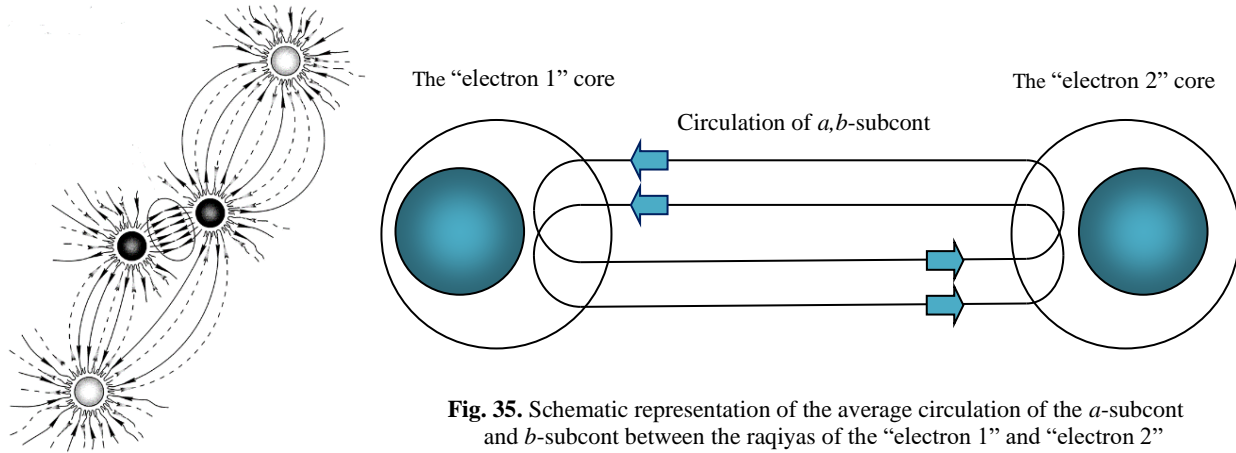 The “electron 1” core
The “electron 2” core
Circulation of a,b-subcont
Fig. 35. Schematic representation of the average circulation of the a-subcont
and b-subcont between the raqiyas of the “electron 1” and “electron 2”